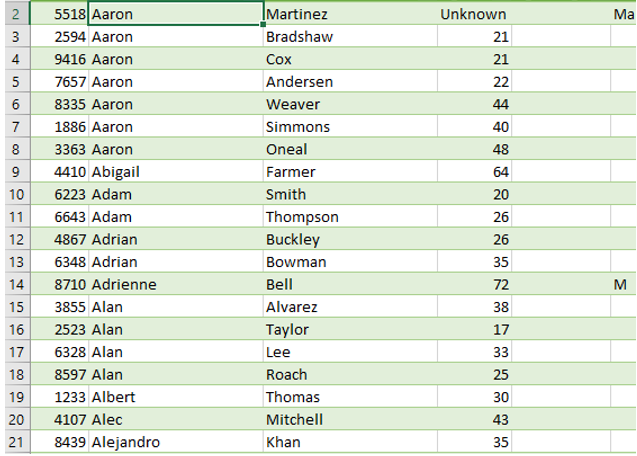 2 5518 Aaron Martinez Unknown Ma
3 2594 Aaron Bradshaw 21
4 9416 Aaron Cox 21
5 7657 Aaron Andersen 22
6 8335 Aaron Weaver 44
7 1886 Aaron Simmons 40
8 3363 Aaron Oneal 48
9 4410 Abigail Farmer 64
10 6223 Adam Smith 20
11 6643 Adam Thompson 26
12 4867 Adrian Buckley 26
13 6348 Adrian Bowman 35
14 8710 Adrienne Bell 72 M
15 3855 Alan Alvarez 38
16 2523 Alan Taylor 17
17 6328 Alan Lee 33
18 8597 Alan Roach 25
19 1233 Albert Thomas 30
20 4107 Alec Mitchell 43
21 8439 Alejandro Khan 35